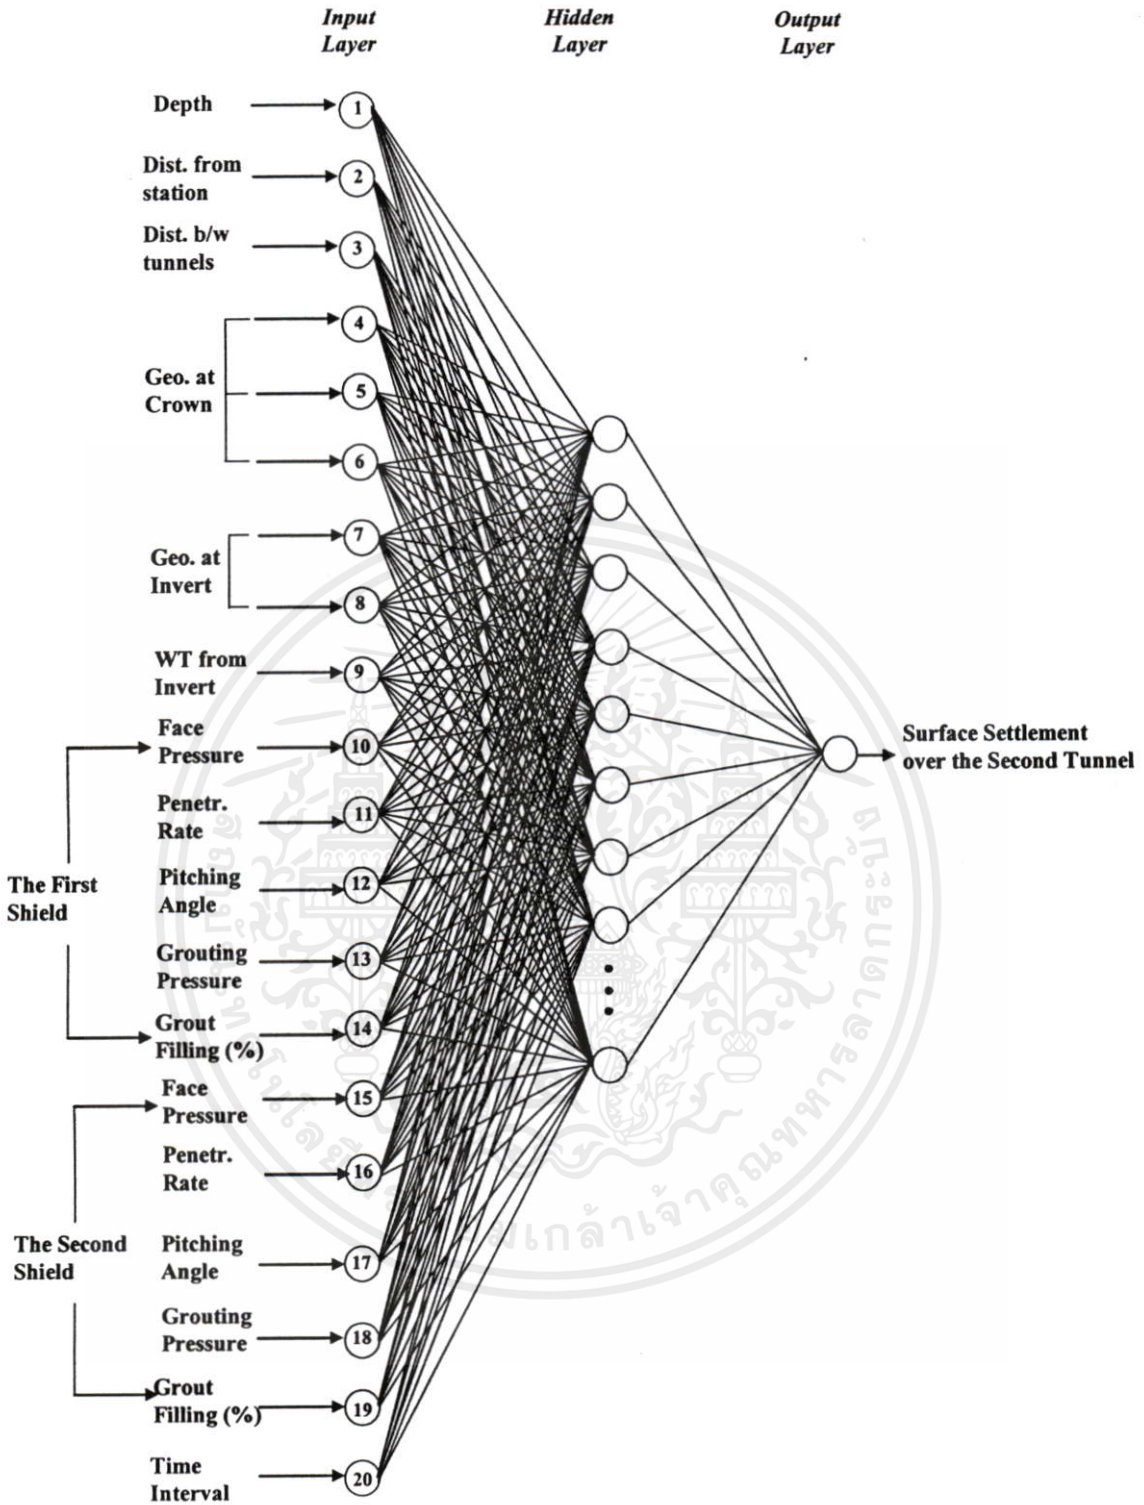 Input
Layer
Hidden
Layer
Output
Layer
Depth
1
Dist. from
station
2
Dist. b/w
tunnels
3
Geo. at
Crown
4
5
6
Geo. at
Invert
7
8
WT from
Invert
9
The First
Shield
Face
Pressure
10
Penetr.
Rate
11
Pitching
Angle
12
Grouting
Pressure
13
Grout
Filling (%)
14
The Second
Shield
Face
Pressure
15
Penetr.
Rate
16
Pitching
Angle
17
Grouting
Pressure
18
Grout
Filling (%)
19
Time
Interval
20
Surface Settlement
over the Second Tunnel